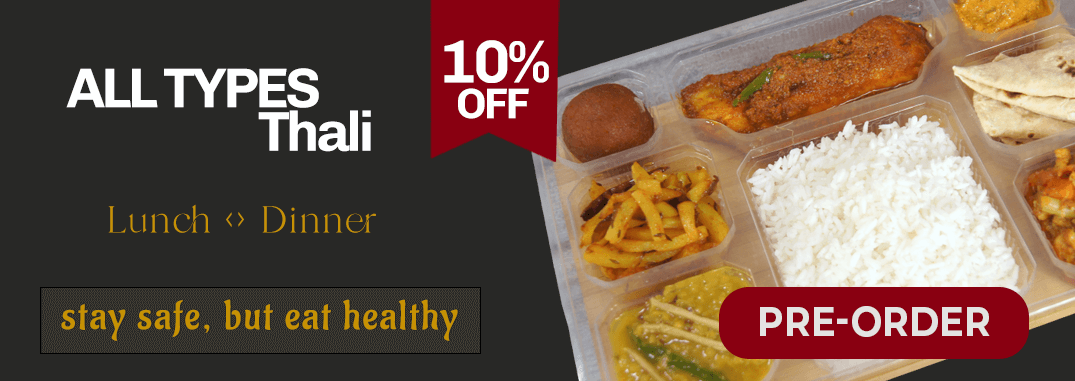 ALL TYPES
Thali
10%
OFF
Lunch <> Dinner
stay safe, but eat healthy
PRE-ORDER